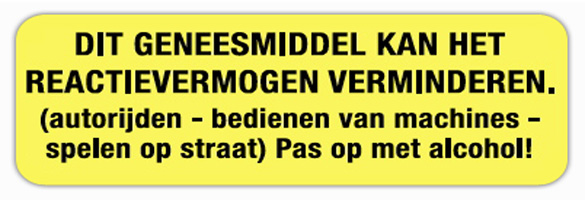 DIT GENEESMIDDEL KAN HET
REACTIEVERMOGEN VERMINDEREN.
(autorijden – bedienen van machines –
spelen op straat) Pas op met alcohol!